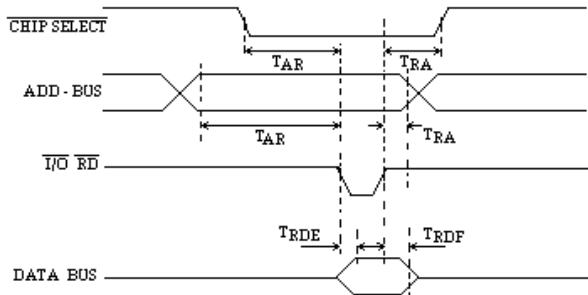 CHIP SELECT
TAR TRA
ADD - BUS
TAR TRA
I/O RD
TRDE TRDF
DATA BUS